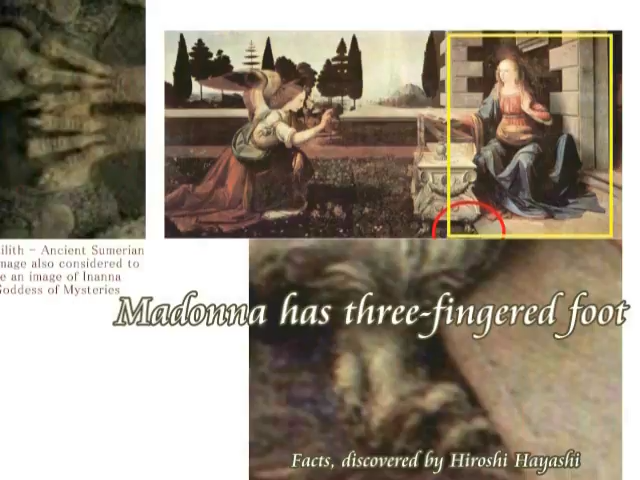 ilith – Ancient Sumerian
mage also considered to
e an image of Inanna
Goddess of Mysteries
Madonna has three-fingered foot
Facts, discovered by Hiroshi Hayashi